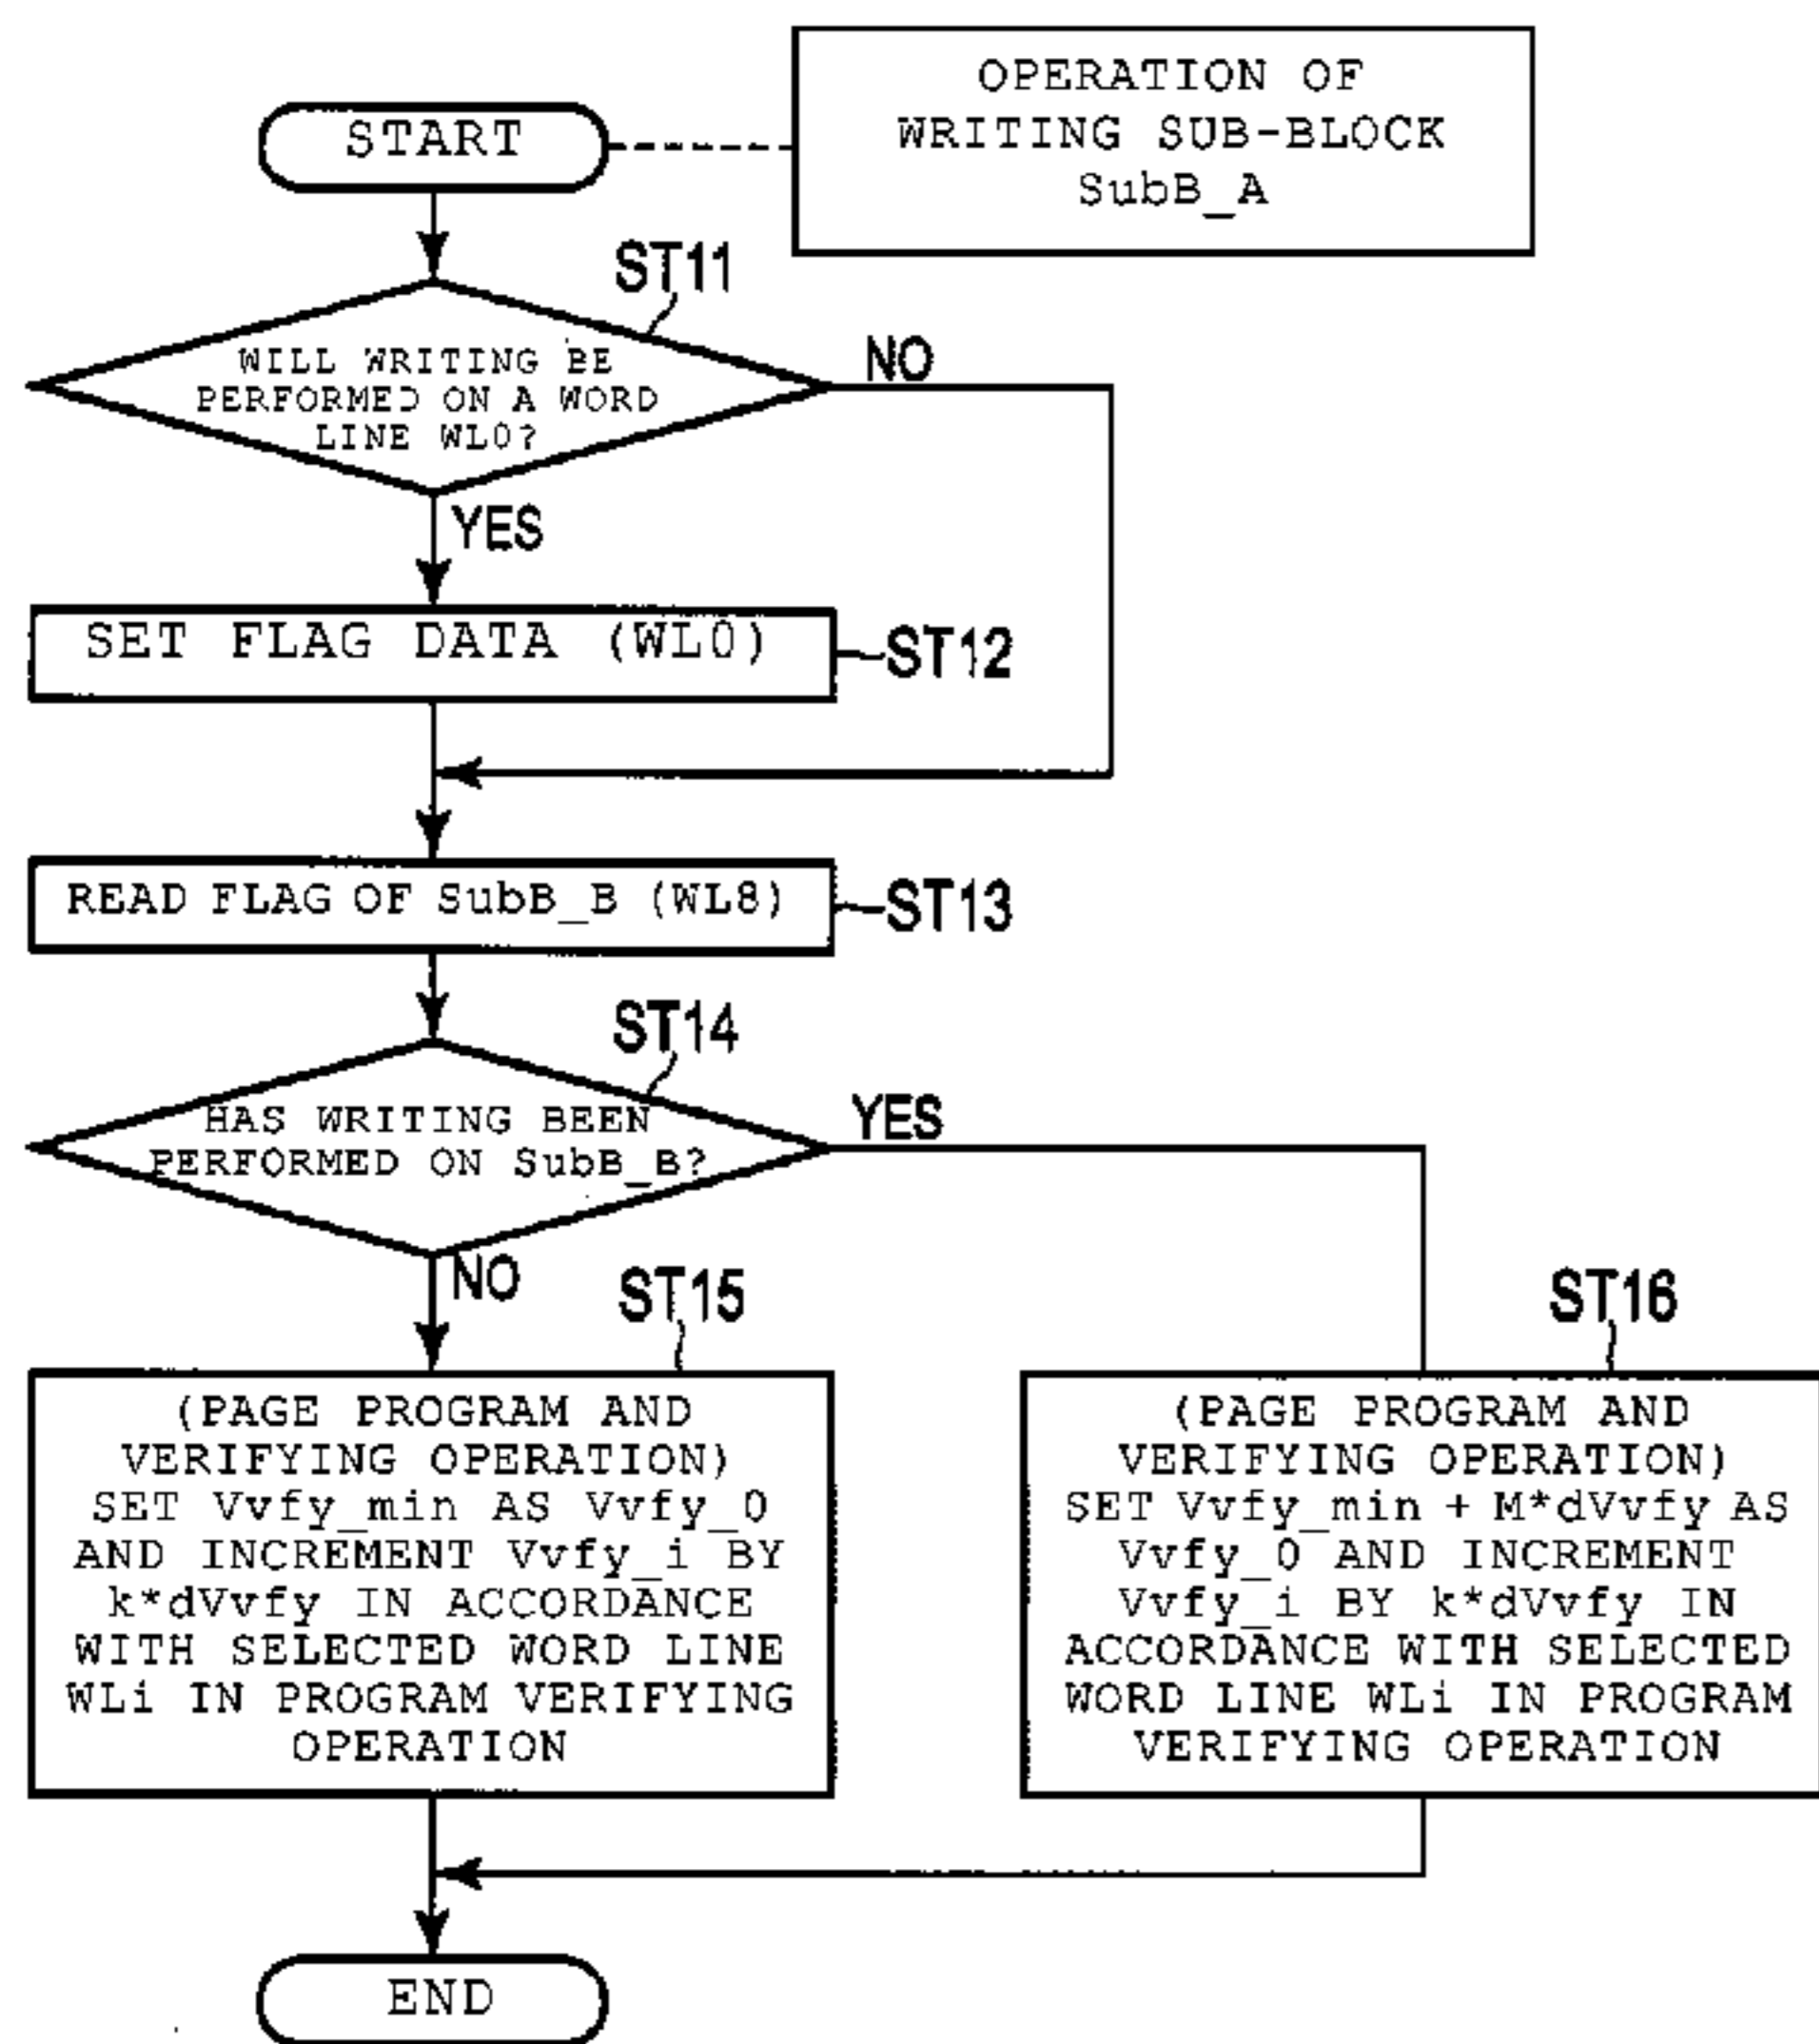 START
OPERATION OF
WRITING SUB-BLOCK
SubB_A
ST11
WILL WRITING BE
PERFORMED ON A WORD
LINE WL0?
NO
YES
SET FLAG DATA (WL0)
ST12
READ FLAG OF SubB_B (WL8)
ST13
ST14
HAS WRITING BEEN
PERFORMED ON SubB_B?
YES
NO
ST15
(PAGE PROGRAM AND
VERIFYING OPERATION)
SET Vvfy_min AS Vvfy_0
AND INCREMENT Vvfy_i BY
k*dVvfy IN ACCORDANCE
WITH SELECTED WORD LINE
WLi IN PROGRAM VERIFYING
OPERATION
ST16
(PAGE PROGRAM AND
VERIFYING OPERATION)
SET Vvfy_min + M*dVvfy AS
Vvfy_0 AND INCREMENT
Vvfy_i BY k*dVvfy IN
ACCORDANCE WITH SELECTED
WORD LINE WLi IN PROGRAM
VERIFYING OPERATION
END